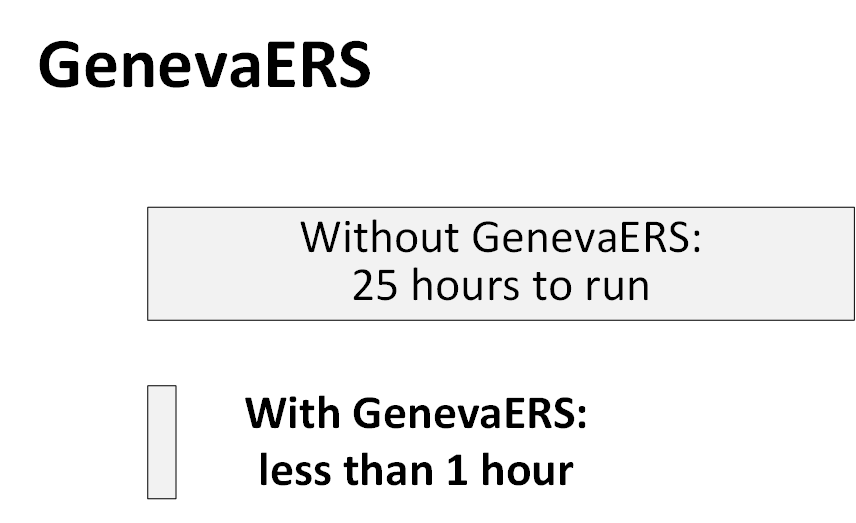 GenevaERS
Without GenevaERS:
25 hours to run
With GenevaERS:
less than 1 hour